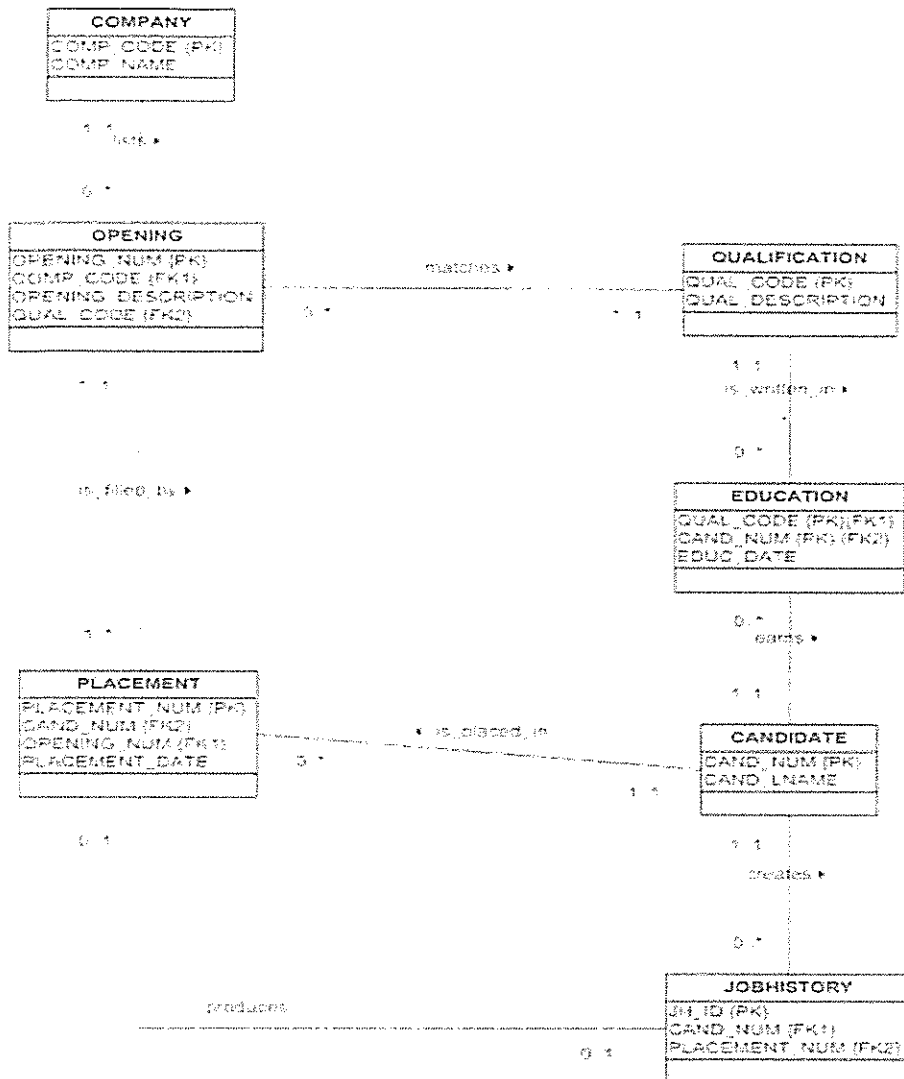 COMPANY
COMP_CODE {PK}
COMP_NAME
1..1
lists
0..*
OPENING
OPENING_NUM {PK}
COMP_CODE {FK1}
OPENING_DESCRIPTION
QUAL_CODE {FK2}
matches
0..*
1..1
QUALIFICATION
QUAL_CODE {PK}
QUAL_DESCRIPTION
1..1
is_written_in
0..*
1..1
is_filled_by
EDUCATION
QUAL_CODE {PK}{FK1}
CAND_NUM {PK} {FK2}
EDUC_DATE
0..*
earns
1..1
PLACEMENT
PLACEMENT_NUM {PK}
CAND_NUM {FK2}
OPENING_NUM {FK1}
PLACEMENT_DATE
is_placed_in
0..*
1..1
CANDIDATE
CAND_NUM {PK}
CAND_LNAME
0..1
1..1
creates
0..*
produces
0..1
JOBHISTORY
JH_ID {PK}
CAND_NUM {FK1}
PLACEMENT_NUM {FK2}